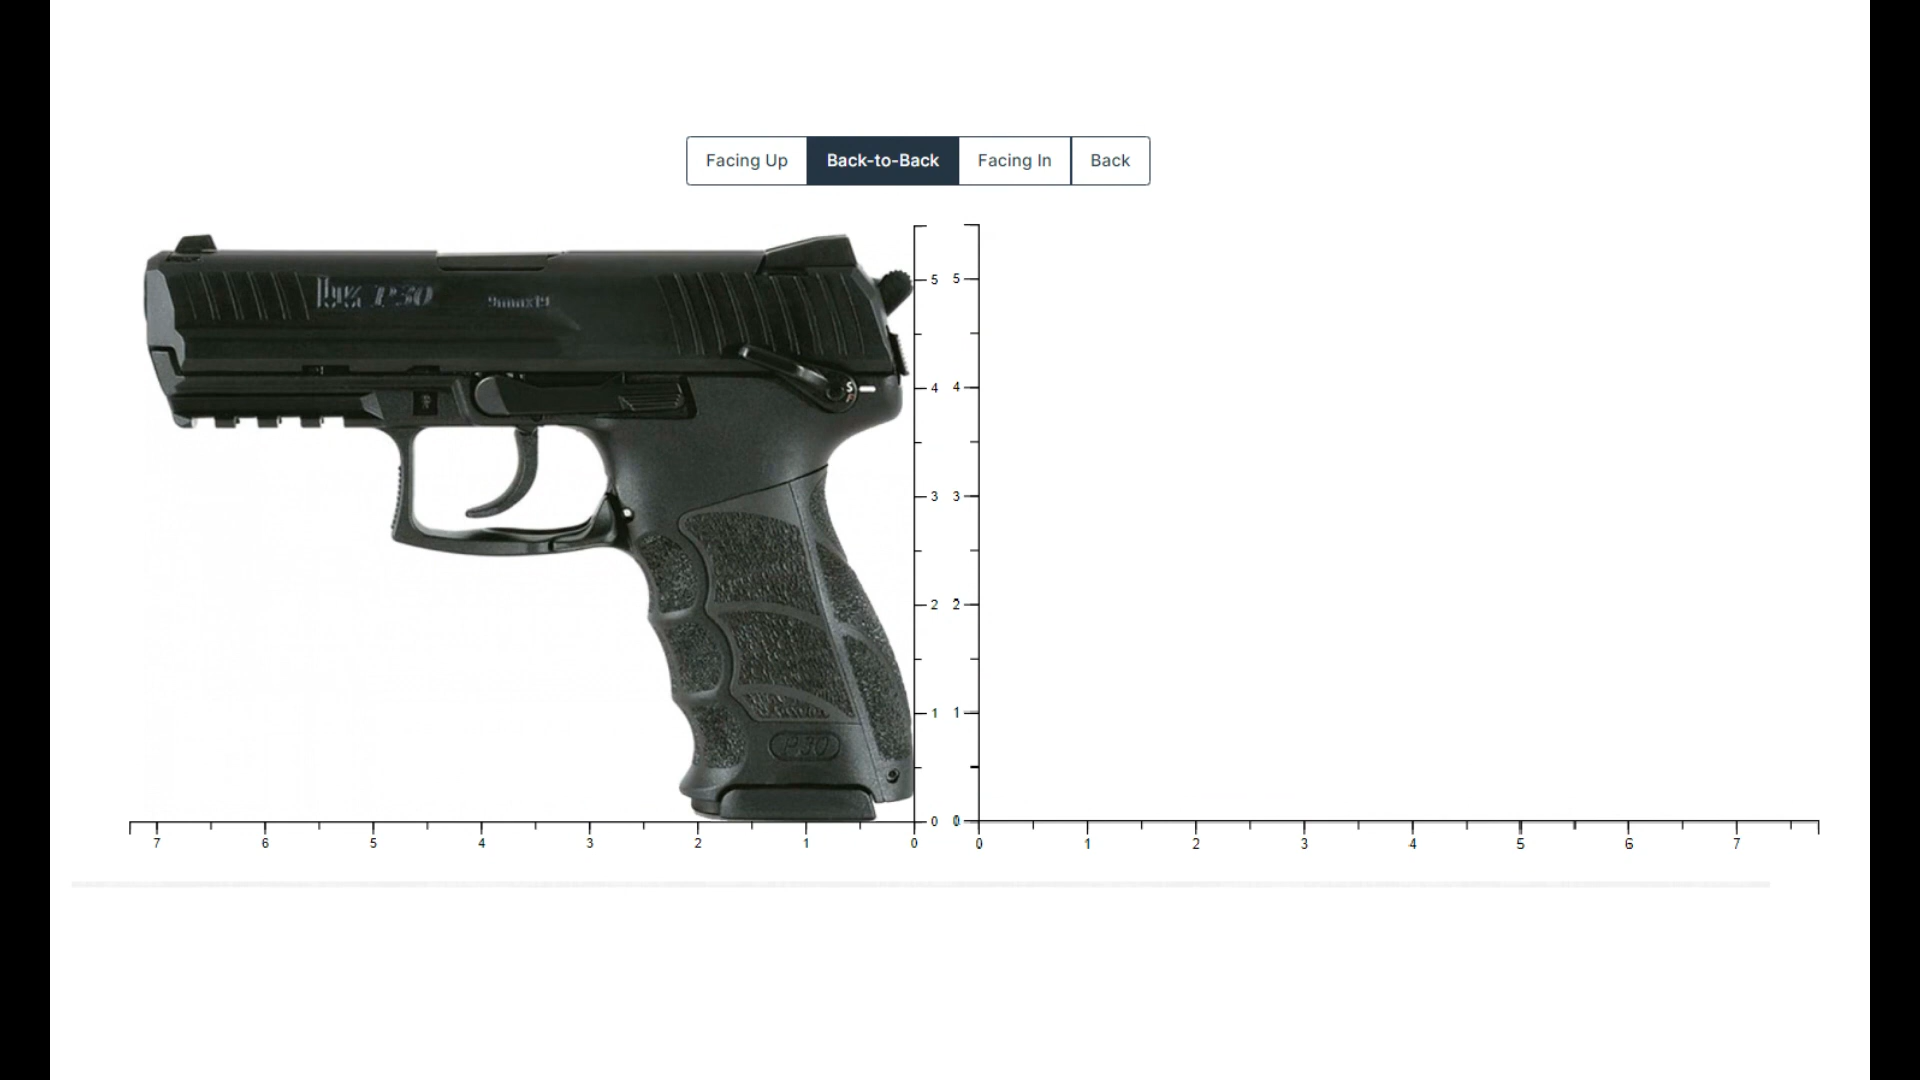 Facing Up Back-to-Back Facing In Back
P30 9mmx19
5 5
S
4 4
3 3
2 2
1 1
P30
0 0
7 6 5 4 3 2 1 0 0 1 2 3 4 5 6 7